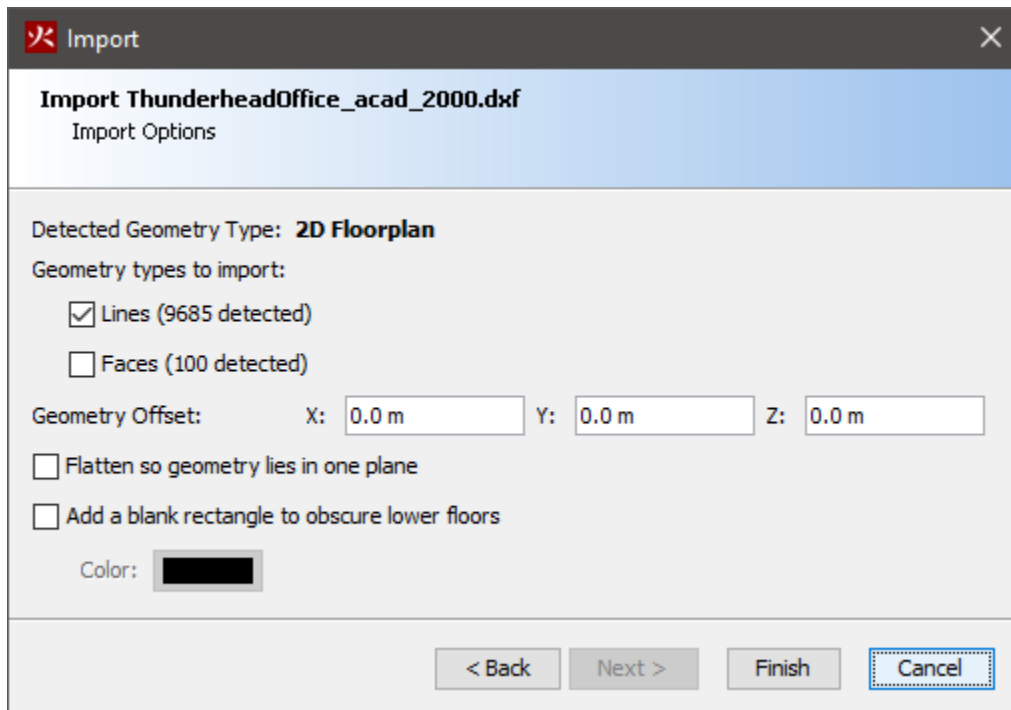 火 Import
Import ThunderheadOffice_acad_2000.dxf
Import Options
Detected Geometry Type: 2D Floorplan
Geometry types to import:
Lines (9685 detected)
Faces (100 detected)
Geometry Offset: X: 0.0 m Y: 0.0 m Z: 0.0 m
Flatten so geometry lies in one plane
Add a blank rectangle to obscure lower floors
Color:
< Back Next > Finish Cancel